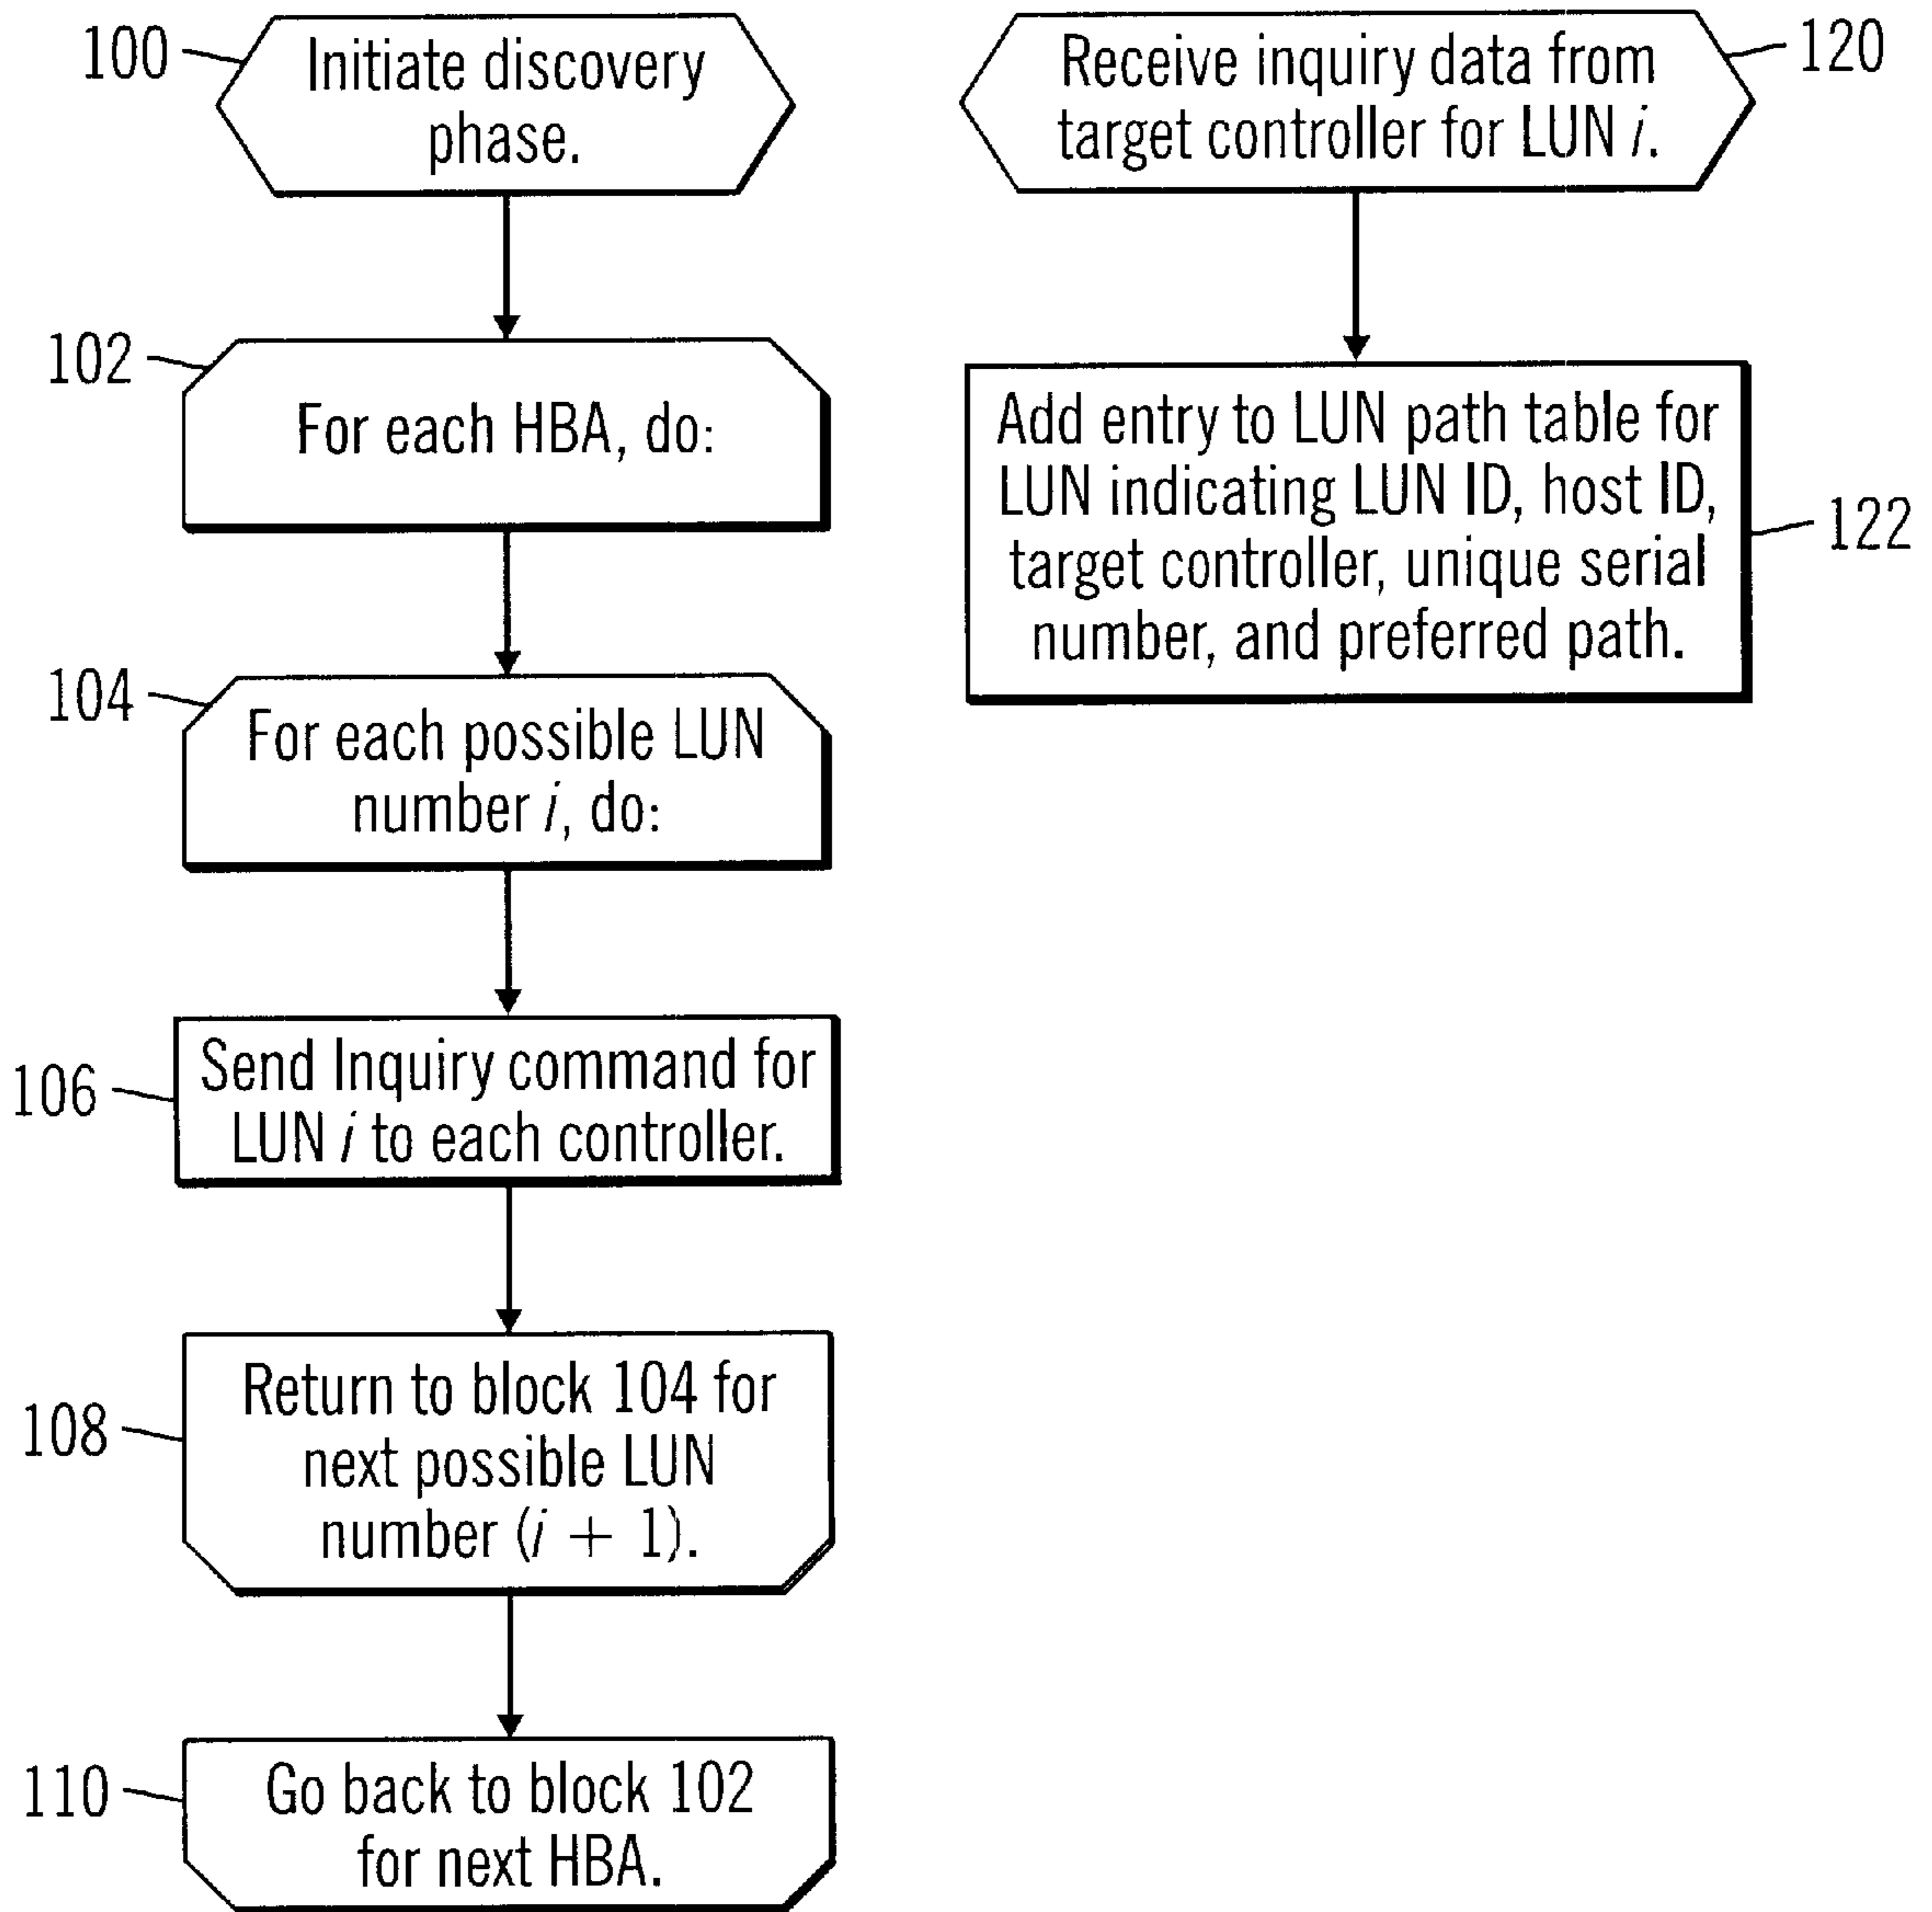 100
Initiate discovery
phase.
102
For each HBA, do:
104
For each possible LUN
number i, do:
106
Send Inquiry command for
LUN i to each controller.
108
Return to block 104 for
next possible LUN
number (i + 1).
110
Go back to block 102
for next HBA.
120
Receive inquiry data from
target controller for LUN i.
122
Add entry to LUN path table for
LUN indicating LUN ID, host ID,
target controller, unique serial
number, and preferred path.